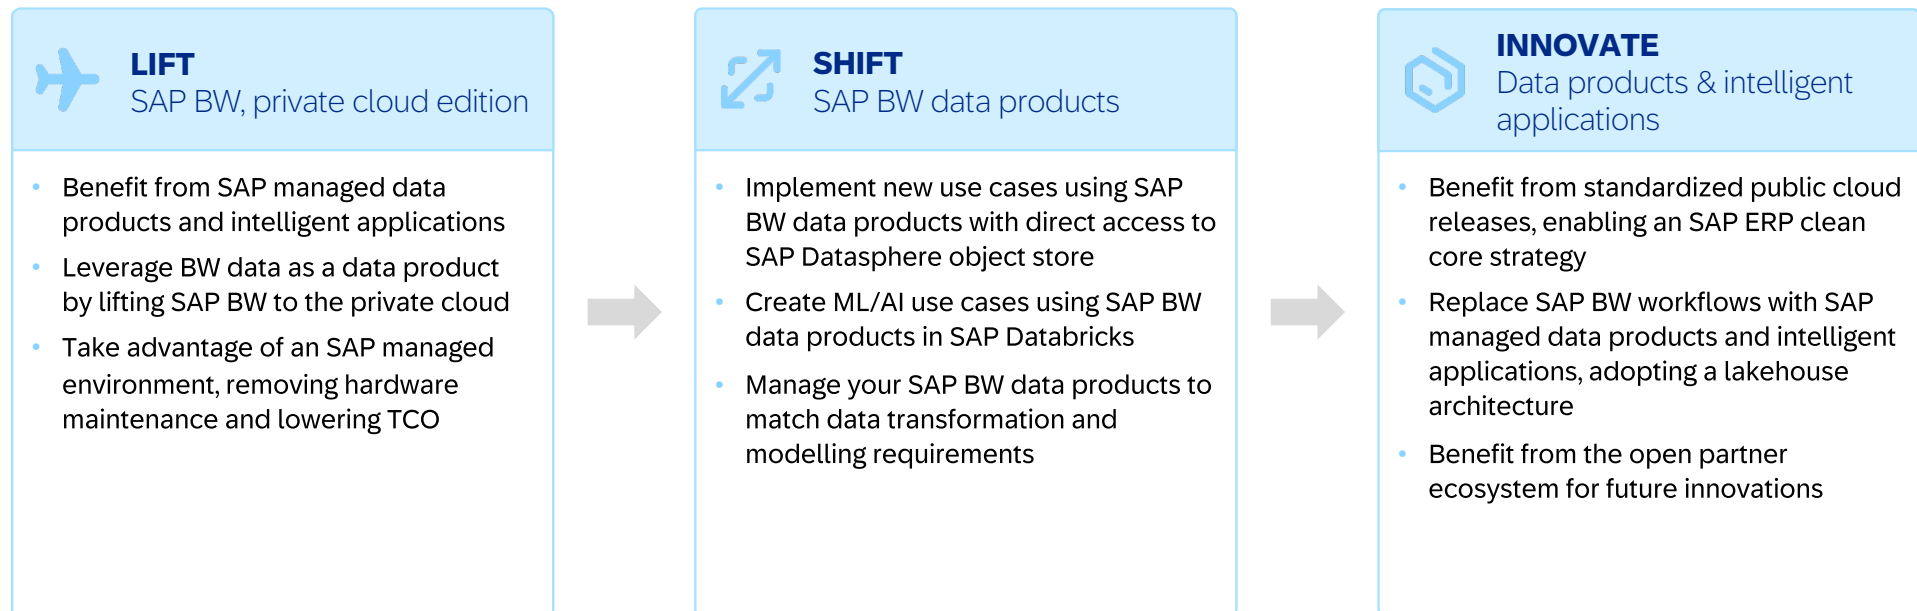 LIFT
SAP BW, private cloud edition
• Benefit from SAP managed data
products and intelligent applications
• Leverage BW data as a data product
by lifting SAP BW to the private cloud
• Take advantage of an SAP managed
environment, removing hardware
maintenance and lowering TCO
SHIFT
SAP BW data products
• Implement new use cases using SAP
BW data products with direct access to
SAP Datasphere object store
• Create ML/AI use cases using SAP BW
data products in SAP Databricks
• Manage your SAP BW data products to
match data transformation and
modelling requirements
INNOVATE
Data products & intelligent
applications
• Benefit from standardized public cloud
releases, enabling an SAP ERP clean
core strategy
• Replace SAP BW workflows with SAP
managed data products and intelligent
applications, adopting a lakehouse
architecture
• Benefit from the open partner
ecosystem for future innovations